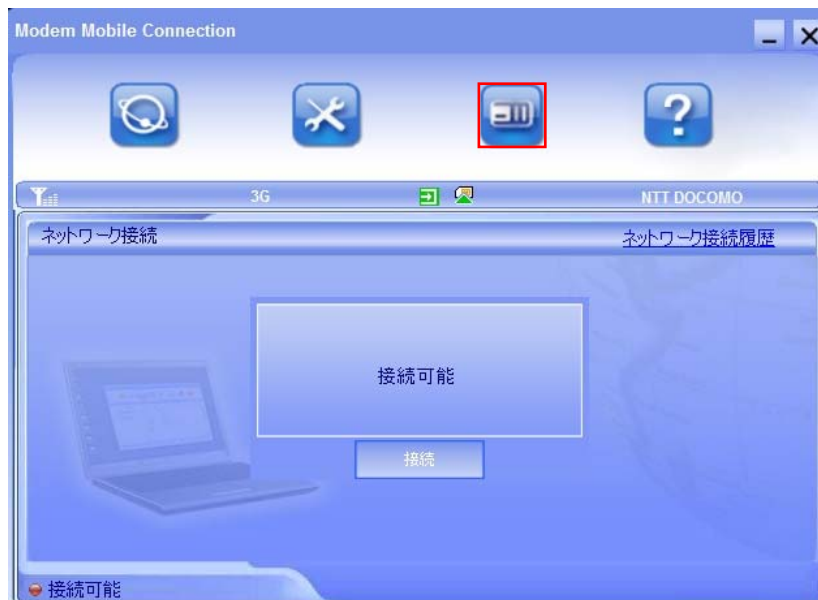 Modem Mobile Connection
3G
NTT DOCOMO
ネットワーク接続
ネットワーク接続履歴
接続可能
接続
接続可能